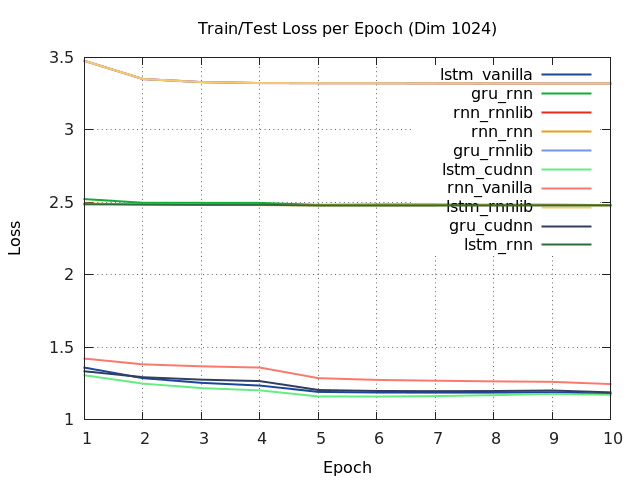 Train/Test Loss per Epoch (Dim 1024)
3.5
3
2.5
2
1.5
1
Loss
lstm_vanilla
gru_rnn
rnn_rnnlib
rnn_rnn
gru_rnnlib
lstm_cudnn
rnn_vanilla
lstm_rnnlib
gru_cudnn
lstm_rnn
1 2 3 4 5 6 7 8 9 10
Epoch